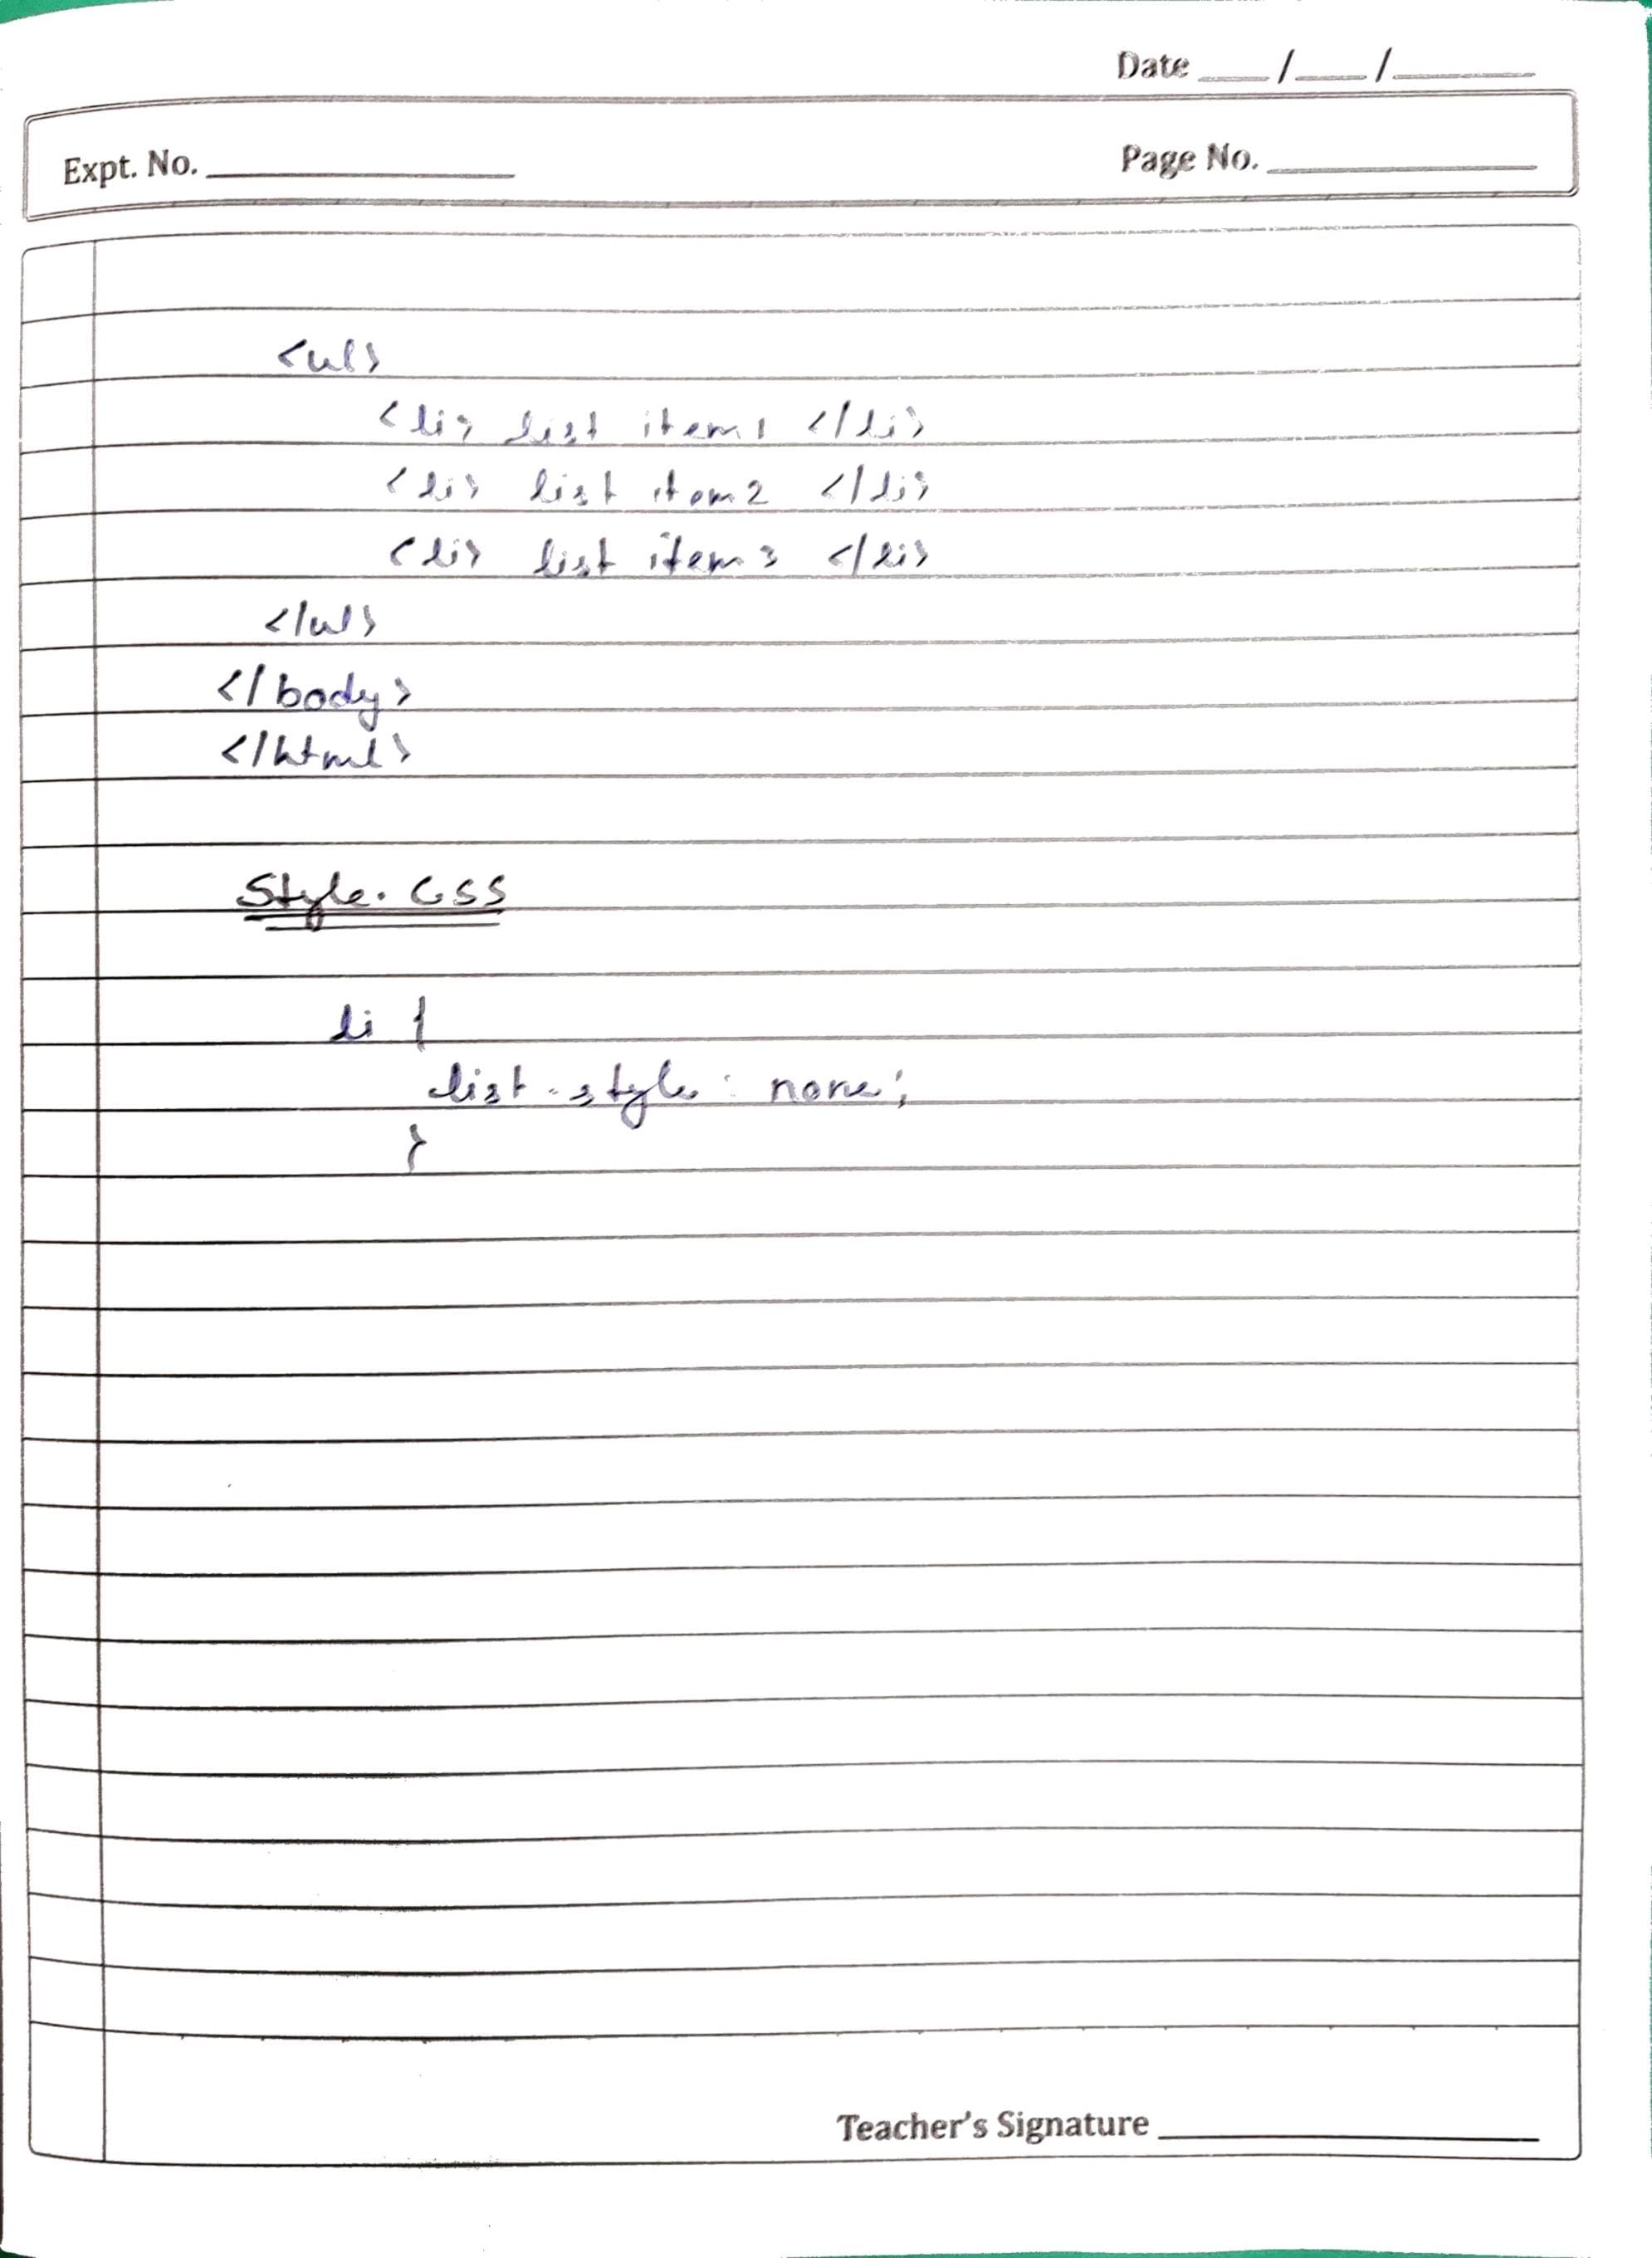 Date ___/___/______
Expt. No. ____________
Page No. ____________
<ul>
<li> list item1 </li>
<li> list item2 </li>
<li> list item3 </li>
</ul>
</body>
</html>
Style.CSS
li {
list-style: none;
}
Teacher's Signature ____________